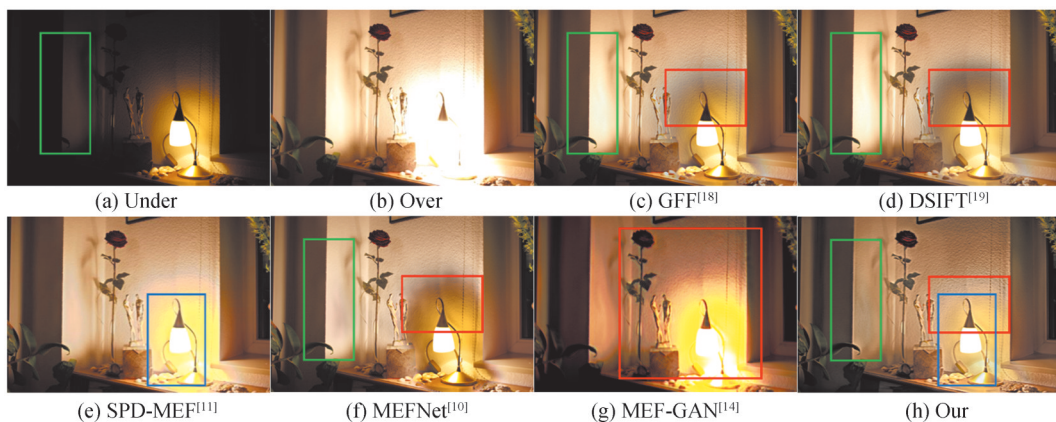 (a) Under
(b) Over
(c) GFF[18]
(d) DSIFT[19]
(e) SPD-MEF[11]
(f) MEFNet[10]
(g) MEF-GAN[14]
(h) Our